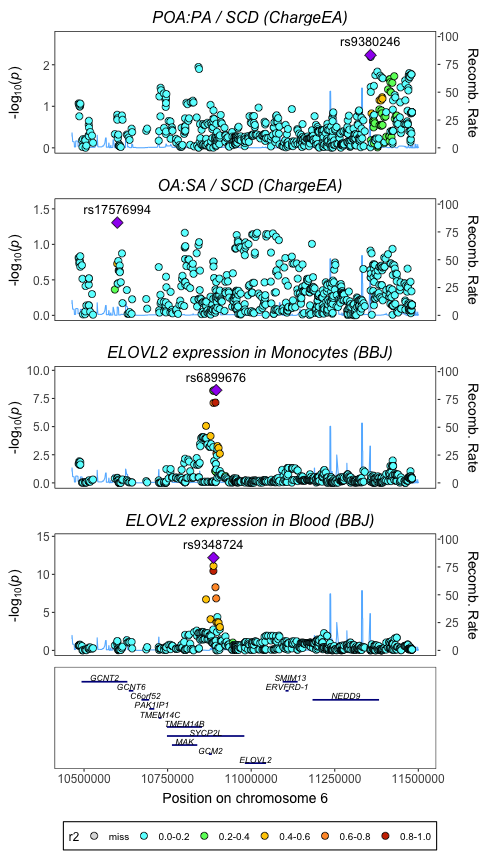 POA:PA / SCD (ChargeEA)
rs9380246
-log10(p)
0
1
2
0
25
50
75
100
Recomb. Rate
OA:SA / SCD (ChargeEA)
rs17576994
-log10(p)
0.0
0.5
1.0
1.5
0
25
50
75
100
Recomb. Rate
ELOVL2 expression in Monocytes (BBJ)
rs6899676
-log10(p)
0.0
2.5
5.0
7.5
10.0
0
25
50
75
100
Recomb. Rate
ELOVL2 expression in Blood (BBJ)
rs9348724
-log10(p)
0
5
10
15
0
25
50
75
100
Recomb. Rate
GCNT2
SMIM13
GCNT6
ERVFRD-1
C6orf52
NEDD9
PAK1IP1
TMEM14C
TMEM14B
SYCP2L
MAK
GCM2
ELOVL2
10500000 10750000 11000000 11250000 11500000
Position on chromosome 6
r2 miss 0.0-0.2 0.2-0.4 0.4-0.6 0.6-0.8 0.8-1.0